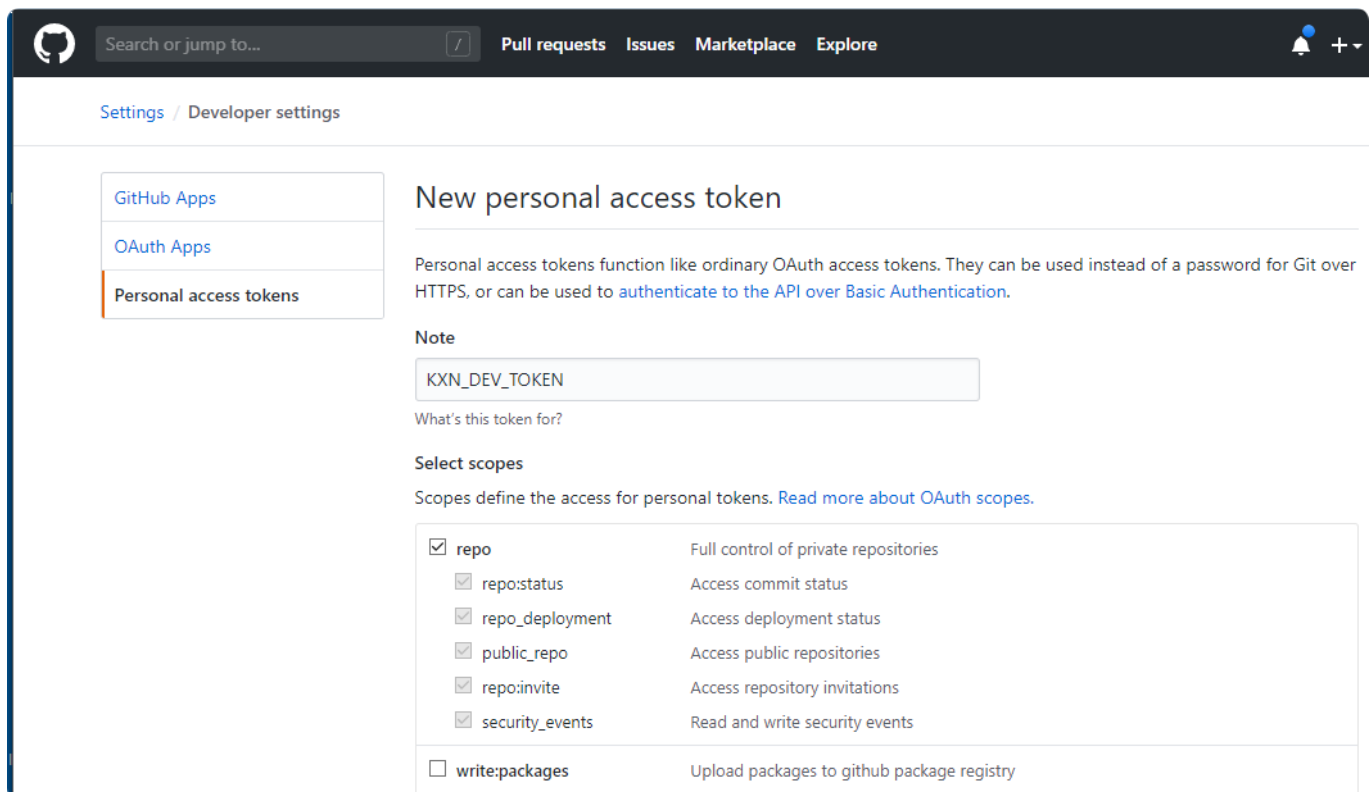 Search or jump to... /
Pull requests Issues Marketplace Explore
Settings / Developer settings
GitHub Apps
OAuth Apps
Personal access tokens
New personal access token
Personal access tokens function like ordinary OAuth access tokens. They can be used instead of a password for Git over
HTTPS, or can be used to authenticate to the API over Basic Authentication.
Note
KXN_DEV_TOKEN
What's this token for?
Select scopes
Scopes define the access for personal tokens. Read more about OAuth scopes.
repo Full control of private repositories
repo:status Access commit status
repo_deployment Access deployment status
public_repo Access public repositories
repo:invite Access repository invitations
security_events Read and write security events
write:packages Upload packages to github package registry